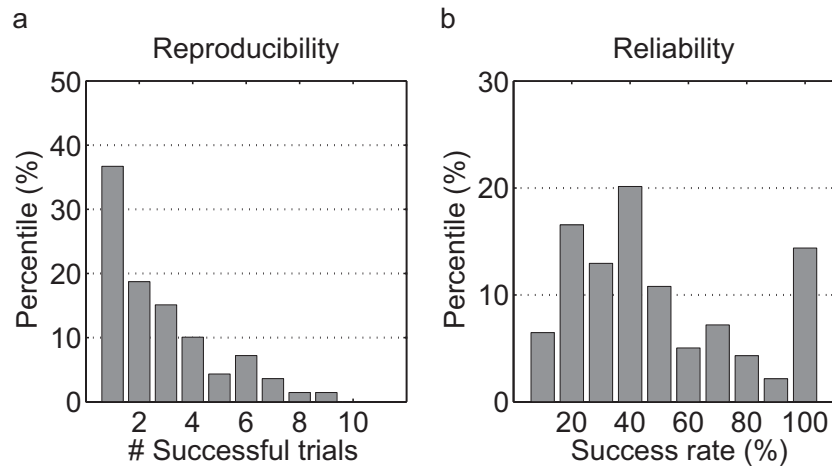 a
Reproducibility
50
40
30
20
10
0
Percentile (%)
2 4 6 8 10
# Successful trials
b
Reliability
30
20
10
0
Percentile (%)
20 40 60 80 100
Success rate (%)